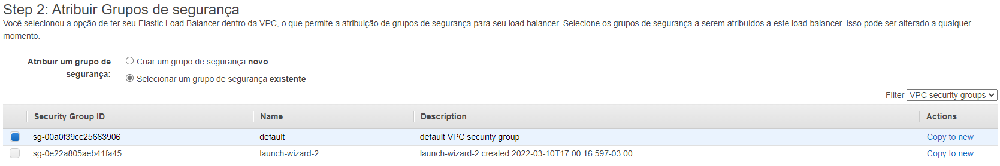 Step 2: Atribuir Grupos de segurança
Você selecionou a opção de ter seu Elastic Load Balancer dentro da VPC, o que permite a atribuição de grupos de segurança para seu load balancer. Selecione os grupos de segurança a serem atribuídos a este load balancer. Isso pode ser alterado a qualquer
momento.
Atribuir um grupo de
segurança:
Criar um grupo de segurança novo
Selecionar um grupo de segurança existente
Filter VPC security groups
Security Group ID Name Description Actions
sg-00a0f39cc25663906 default default VPC security group Copy to new
sg-0e22a805aeb41fa45 launch-wizard-2 launch-wizard-2 created 2022-03-10T17:00:16.597-03:00 Copy to new